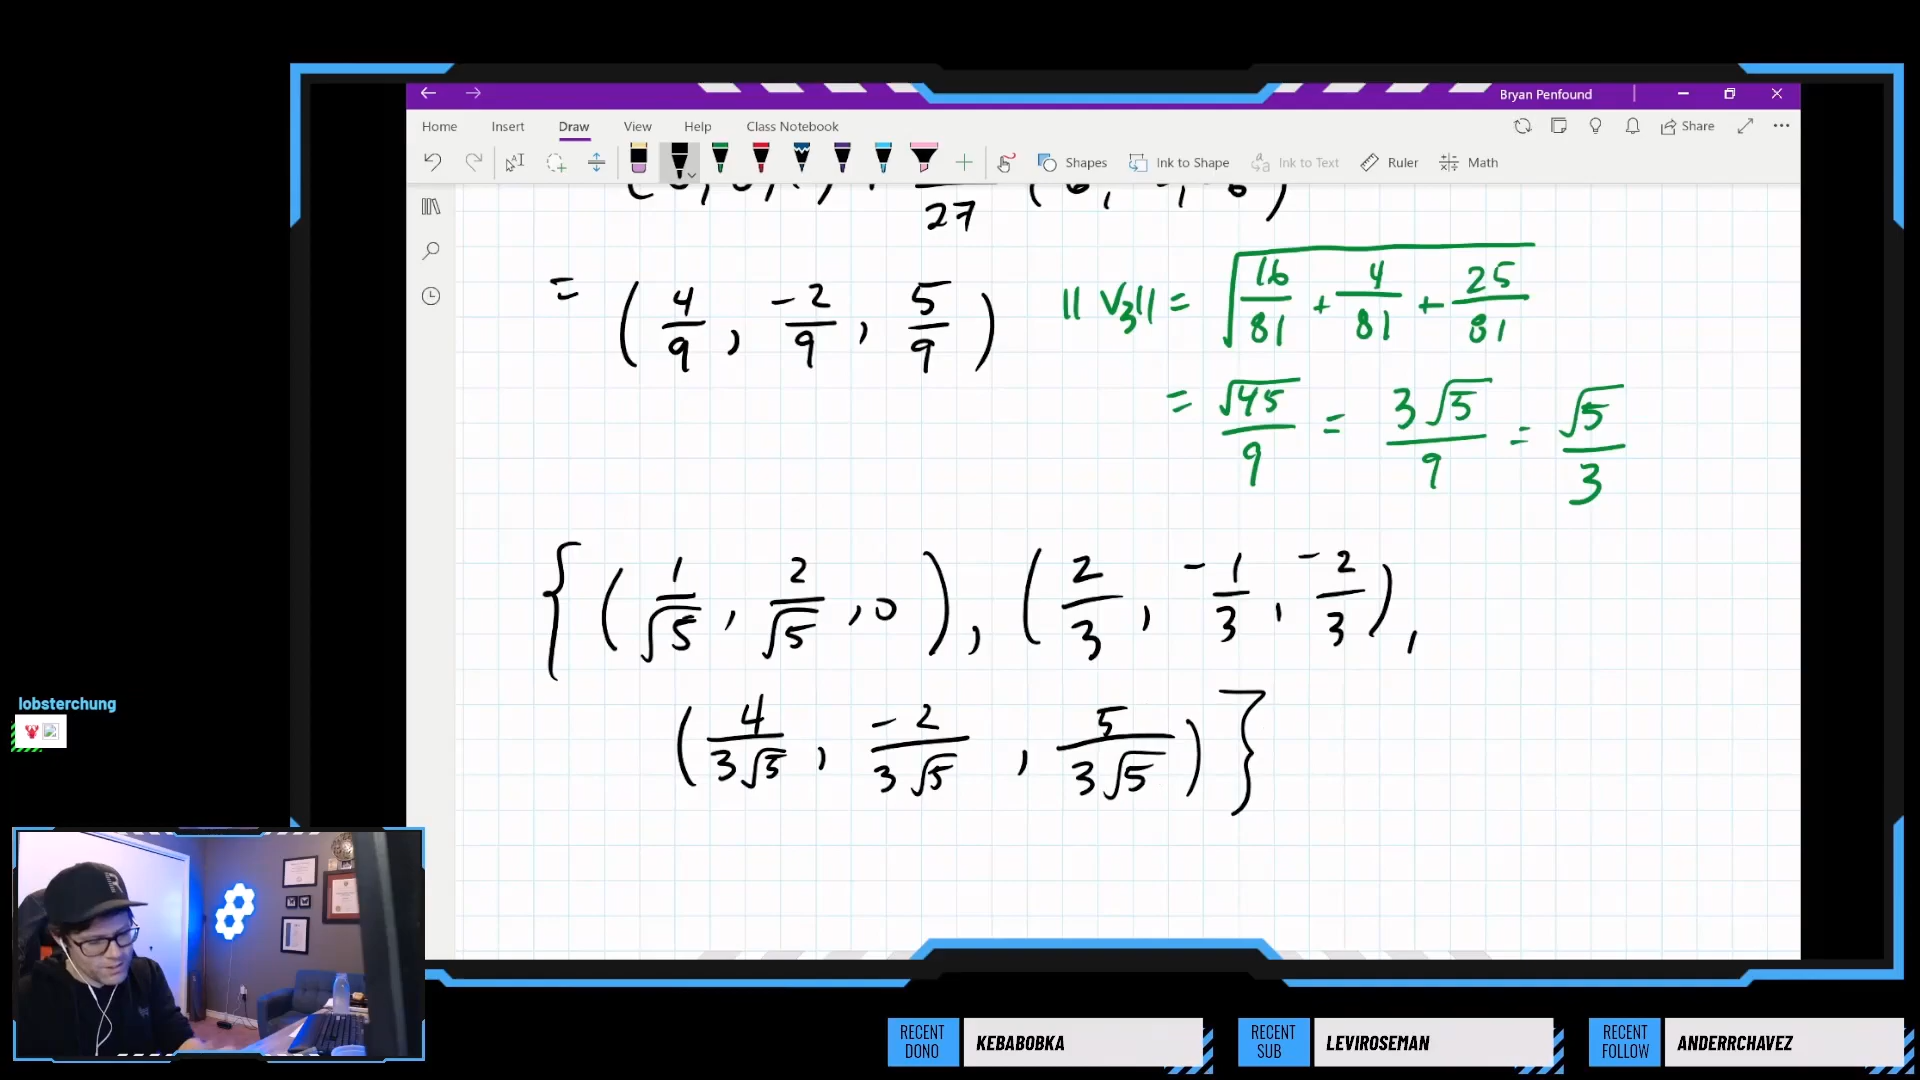 Bryan Penfound
Home Insert Draw View Help Class Notebook
Share
Shapes Ink to Shape Ink to Text Ruler Math
27
= (4/9, -2/9, 5/9)
||V₃|| = √(16/81 + 4/81 + 25/81)
= √45/9 = 3√5/9 = √5/3
{ (1/√5, 2/√5, 0), (2/3, -1/3, -2/3),
(4/3√5, -2/3√5, 5/3√5) }
lobsterchung
RECENT DONO KEBABOBKA
RECENT SUB LEVIROSEMAN
RECENT FOLLOW ANDERRCHAVEZ